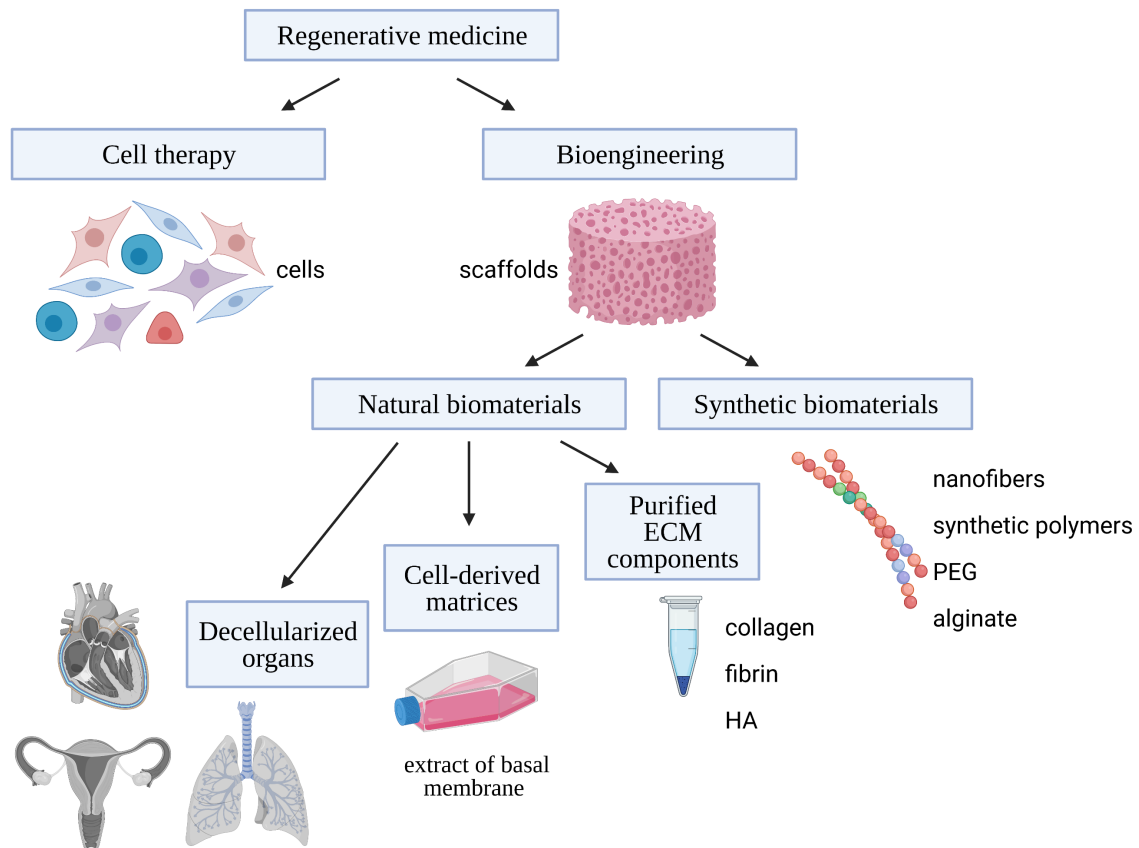 Regenerative medicine
Cell therapy
Bioengineering
cells
scaffolds
Natural biomaterials
Synthetic biomaterials
nanofibers
synthetic polymers
PEG
alginate
Purified
ECM
components
collagen
fibrin
HA
Cell-derived
matrices
extract of basal
membrane
Decellularized
organs